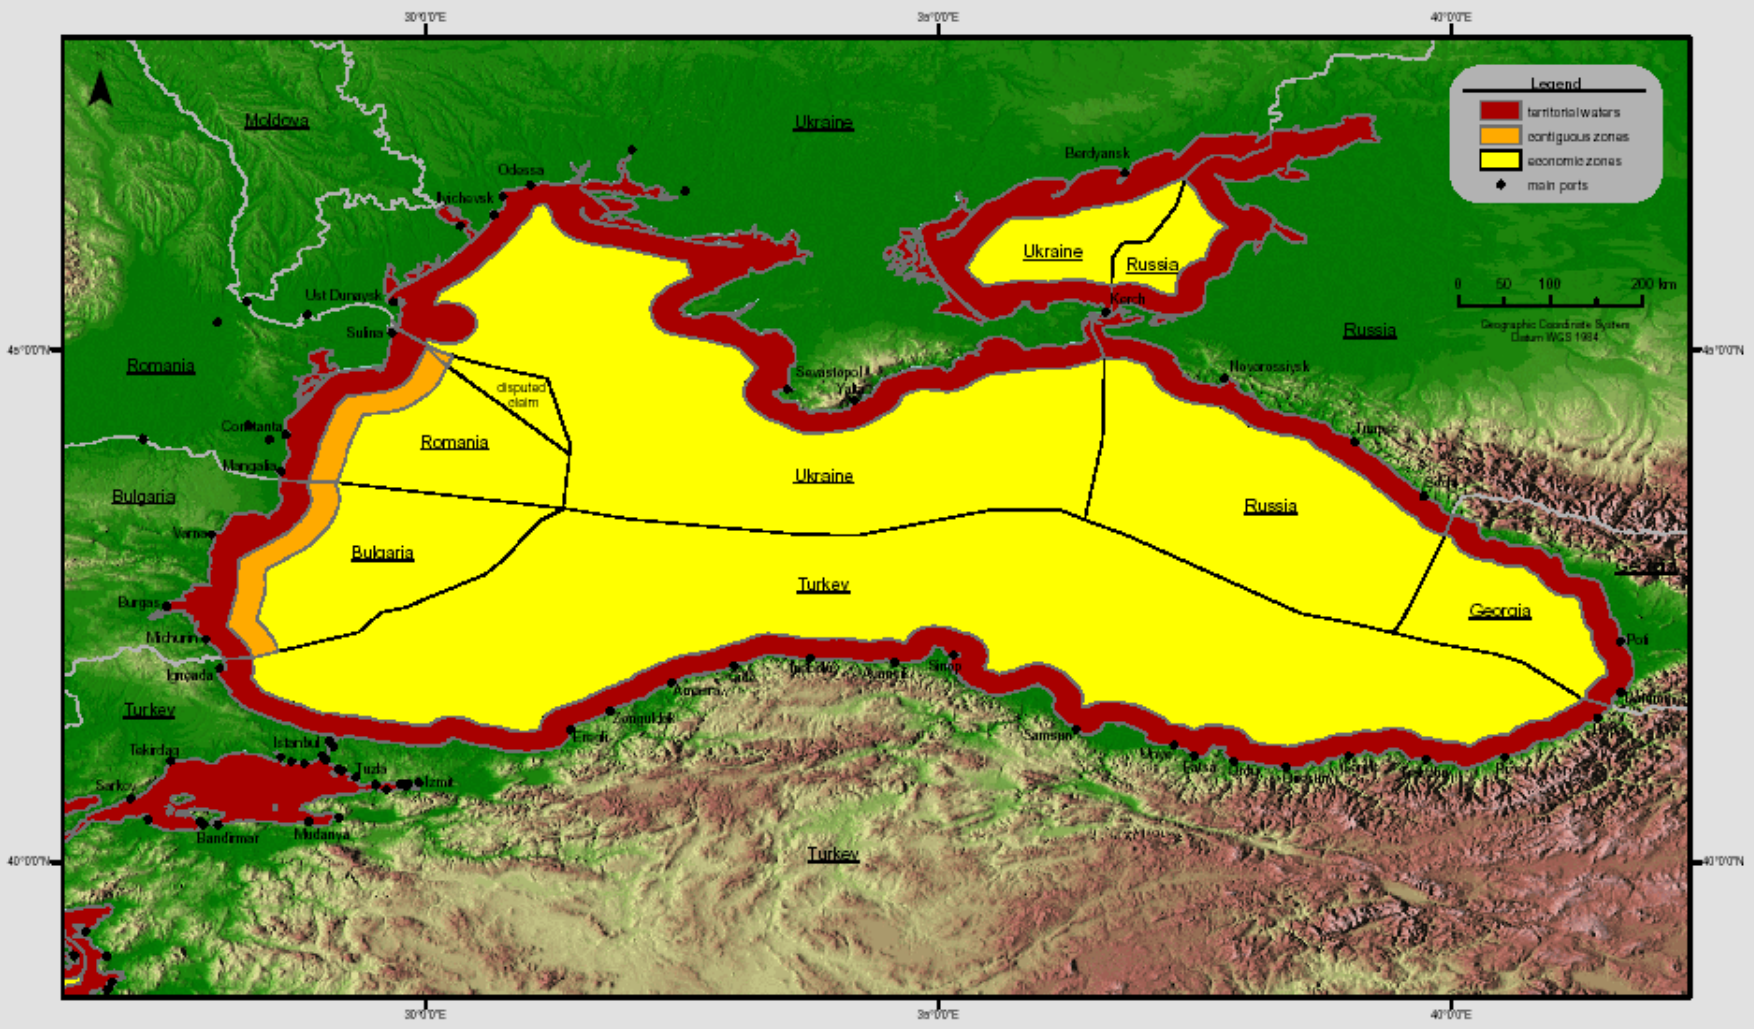 30°0'0"E
35°0'0"E
40°0'0"E
Legend
territorial waters
contiguous zones
economic zones
main ports
Moldova
Ukraine
Berdyansk
Odessa
Ukraine
Russia
Kerch
0 50 100 200 km
Geographic Coordinate System
Datum WGS 1984
Ust Dunaysk
Sulina
Russia
45°0'0"N
45°0'0"N
Romania
Sevastopol
Yalta
Novorossiysk
disputed
claim
Constanta
Romania
Tuapse
Mangalia
Ukraine
Bulgaria
Russia
Varna
Bulgaria
Georgia
Turkey
Burgas
Georgia
Michurin
Poti
Sinop
Igneada
Amasra
Turkey
Zonguldak
Eregli
Samsun
Istanbul
Tekirdag
Fatsa
Tuzla
Izmit
Sarkoy
Bandirmar
Mudanya
Turkey
40°0'0"N
40°0'0"N
30°0'0"E
35°0'0"E
40°0'0"E